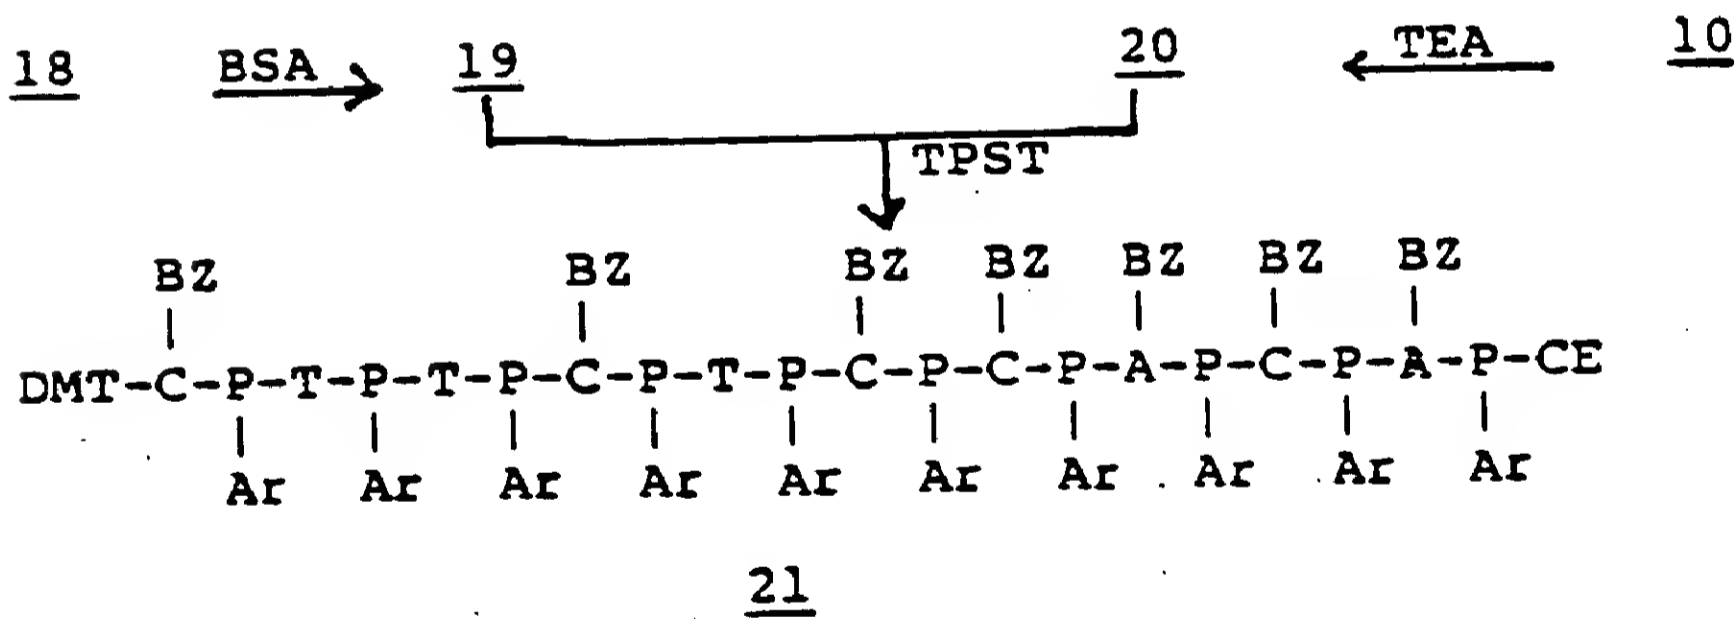 18 BSA 19 20 TEA 10
TPST
BZ BZ BZ BZ BZ BZ BZ
DMT-C-P-T-P-T-P-C-P-T-P-C-P-C-P-A-P-C-P-A-P-CE
Ar Ar Ar Ar Ar Ar Ar Ar Ar Ar
21